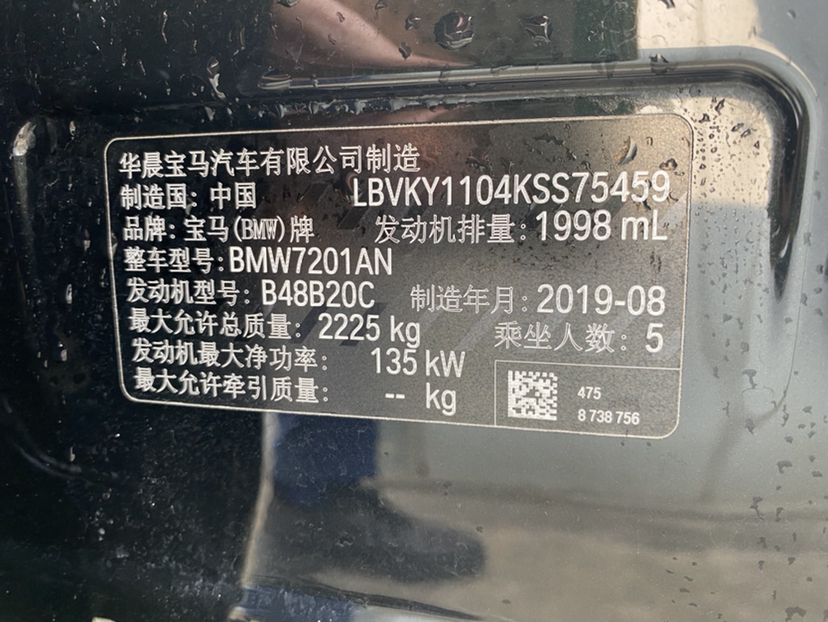 华晨宝马汽车有限公司制造
制造国: 中国 LBVKY1104KSS75459
品牌: 宝马(BMW)牌 发动机排量: 1998 mL
整车型号: BMW7201AN
发动机型号: B48B20C 制造年月: 2019-08
最大允许总质量: 2225 kg 乘坐人数: 5
发动机最大净功率: 135 kW
最大允许牵引质量: -- kg
475
8 738 756